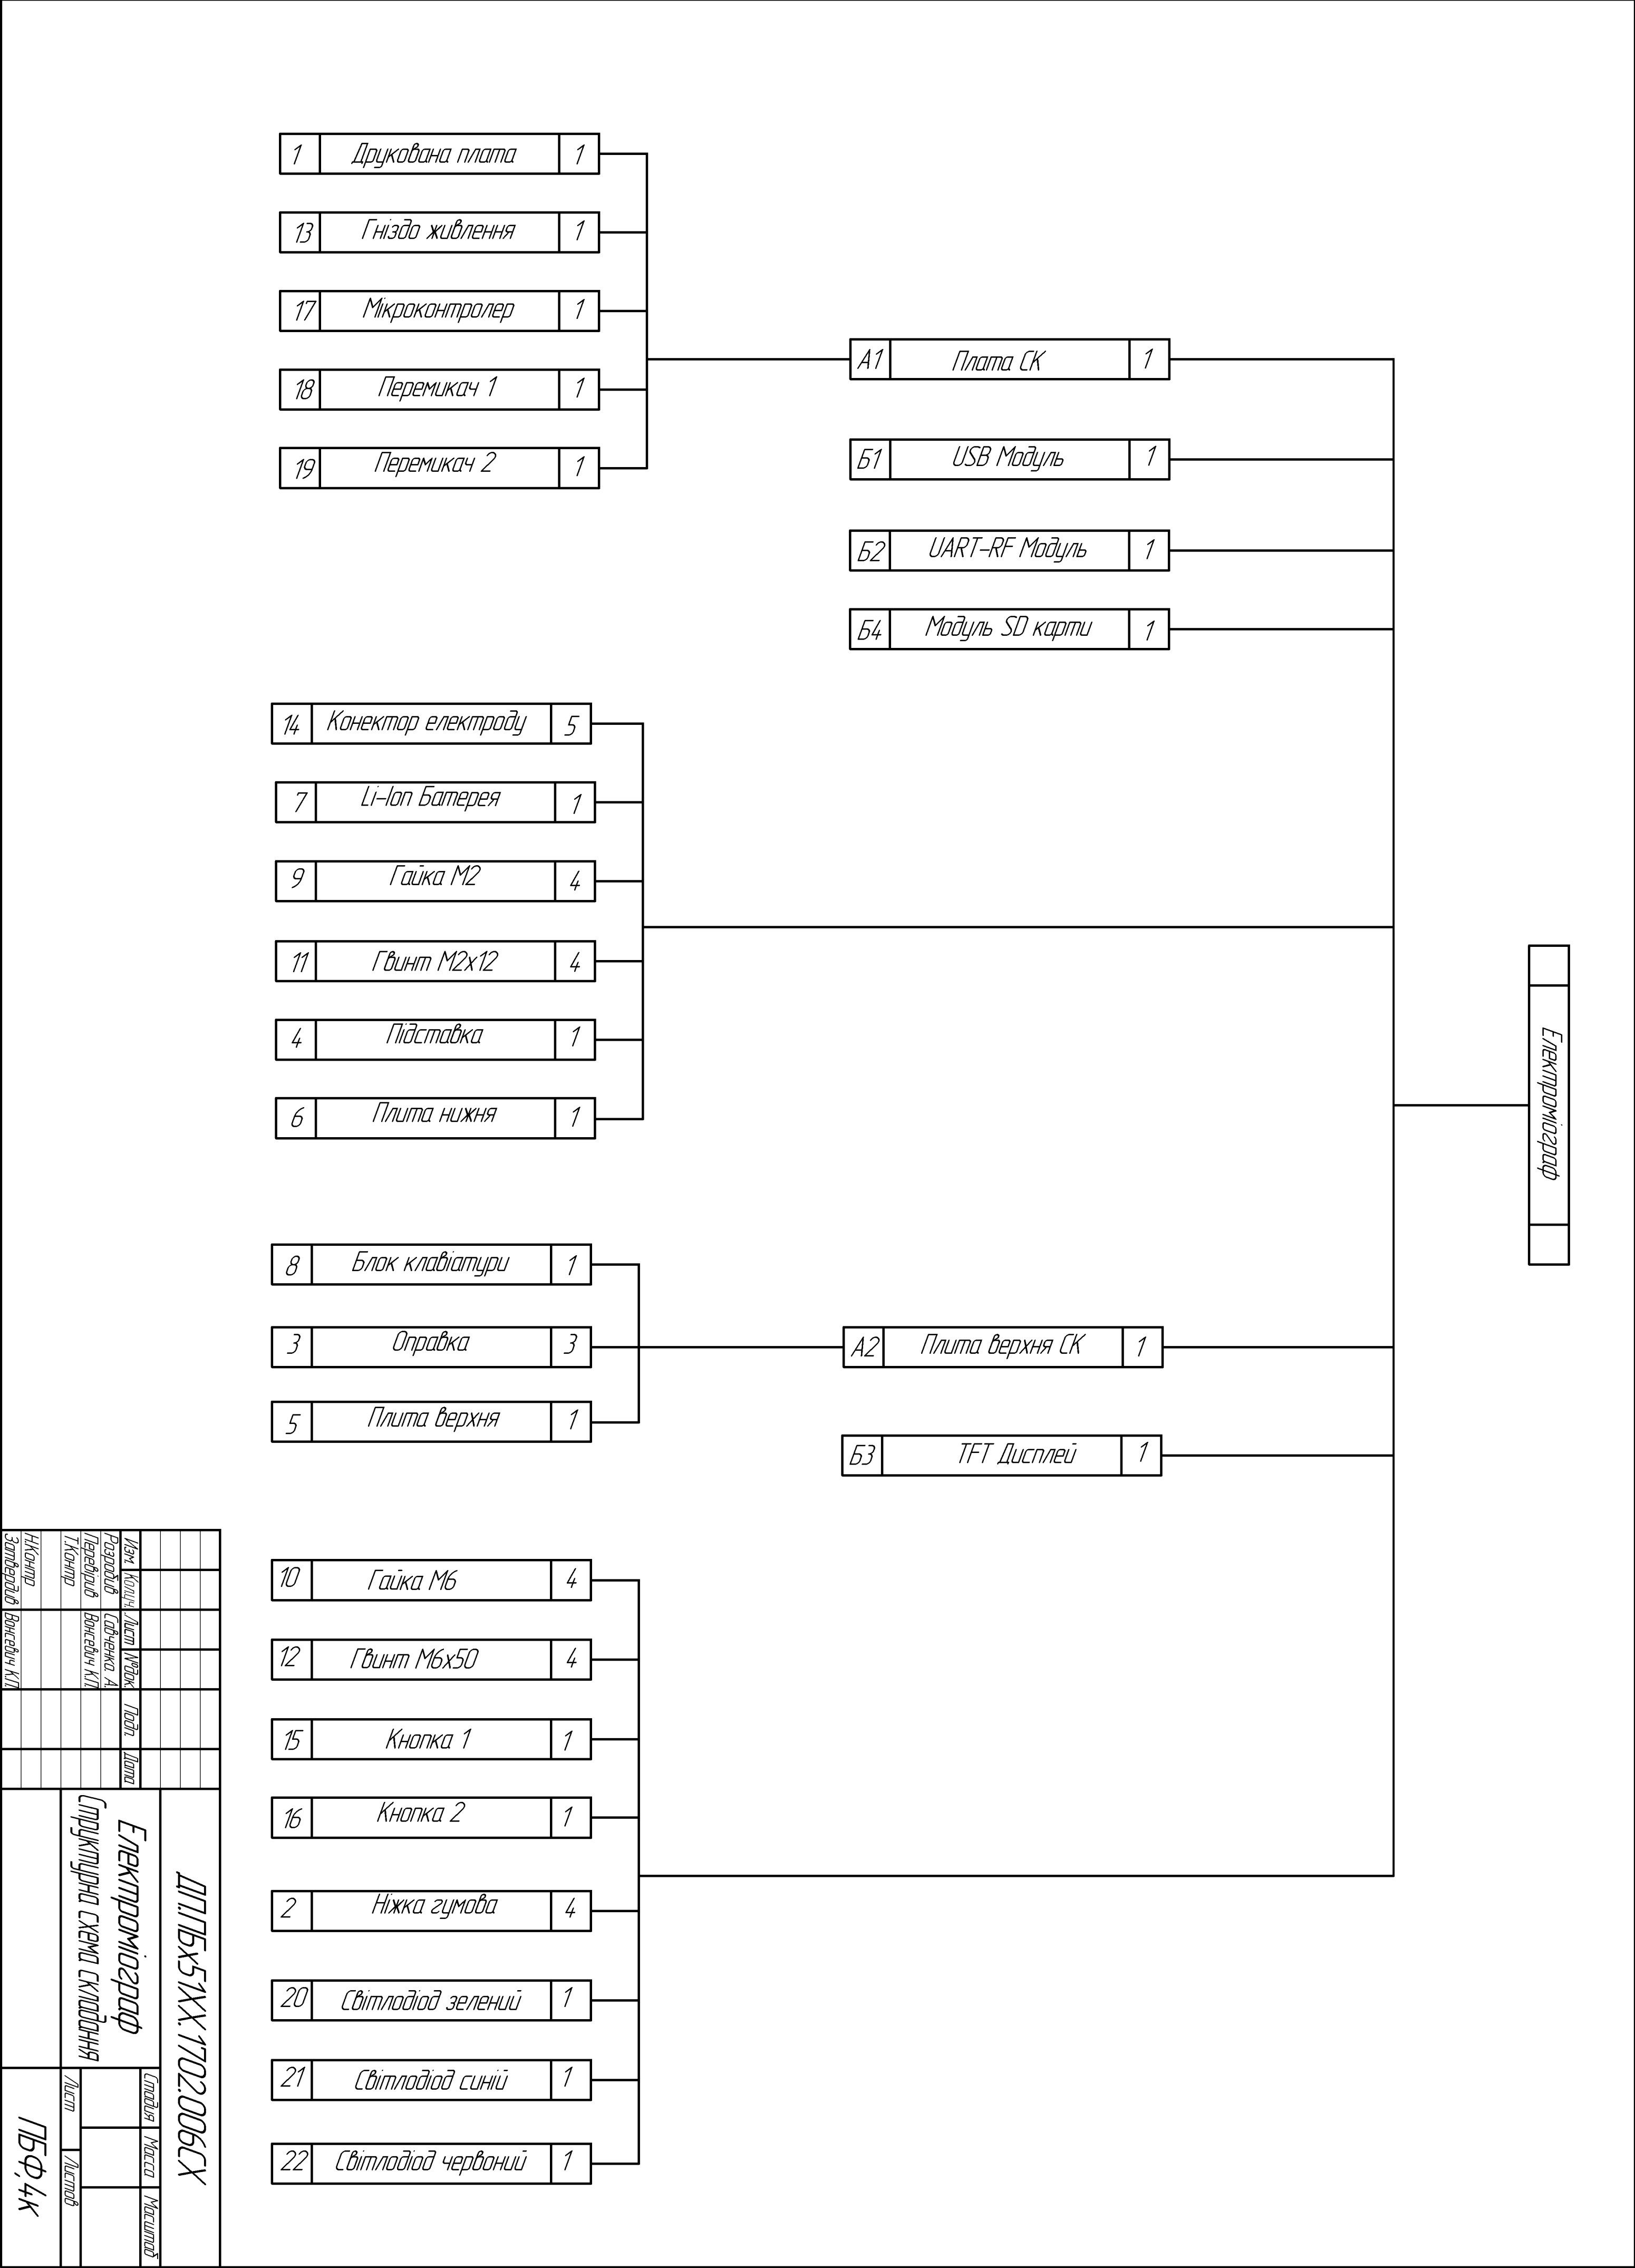 1 Друкована плата 1
13 Гніздо живлення 1
17 Мікроконтролер 1
18 Перемикач 1 1
19 Перемикач 2 1
А1 Плата СК 1
Б1 USB Модуль 1
Б2 UART-RF Модуль 1
Б4 Модуль SD карти 1
14 Конектор електроду 5
7 Li-Ion Батерея 1
9 Гайка М2 4
11 Гвинт М2х12 4
4 Підставка 1
6 Плита нижня 1
Електроміограф
8 Блок клавіатури 1
3 Оправка 3
5 Плита верхня 1
А2 Плита верхня СК 1
Б3 TFT Дисплей 1
10 Гайка М6 4
12 Гвинт М6х50 4
15 Кнопка 1 1
16 Кнопка 2 1
2 Ніжка гумова 4
20 Світлодіод зелений 1
21 Світлодіод синій 1
22 Світлодіод червоний 1
ДП.ПБх51ХХ.1702.006СХ
Изм. Колуч. Лист №док. Подп. Дата
Розробив Савченко. А.
Перевірив Вонсевич К.П
Т.Контр
Н.Контр
Затвердив Вонсевич К.П
Електроміограф
Структурна схема складання
Стадия Масса Масштаб
Лист Листов
ПБФ,4к